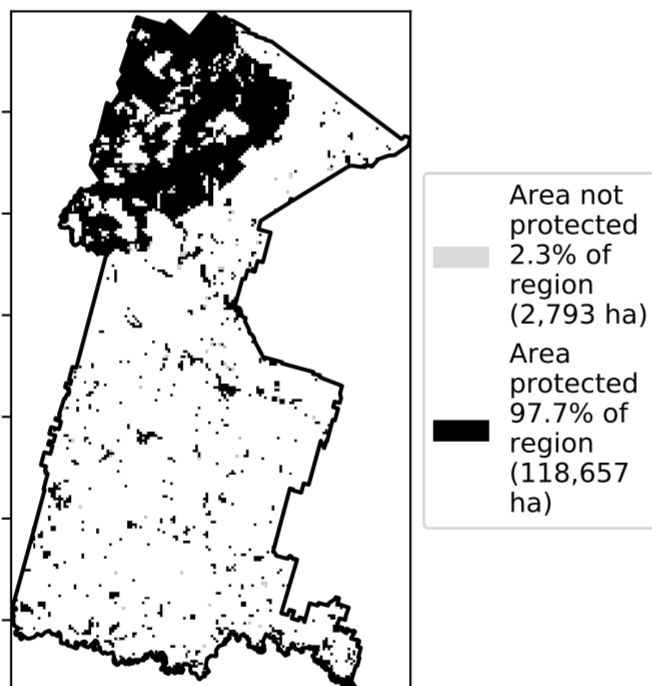 Area not
protected
2.3% of
region
(2,793 ha)
Area
protected
97.7% of
region
(118,657
ha)